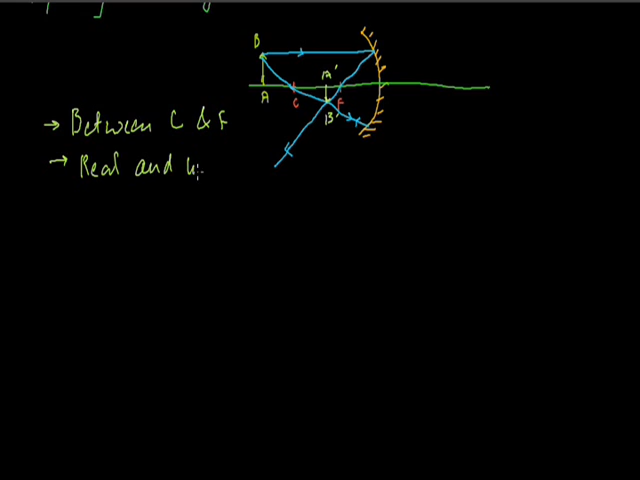 B
A'
A
C
F
B'
→ Between C & F
→ Real and